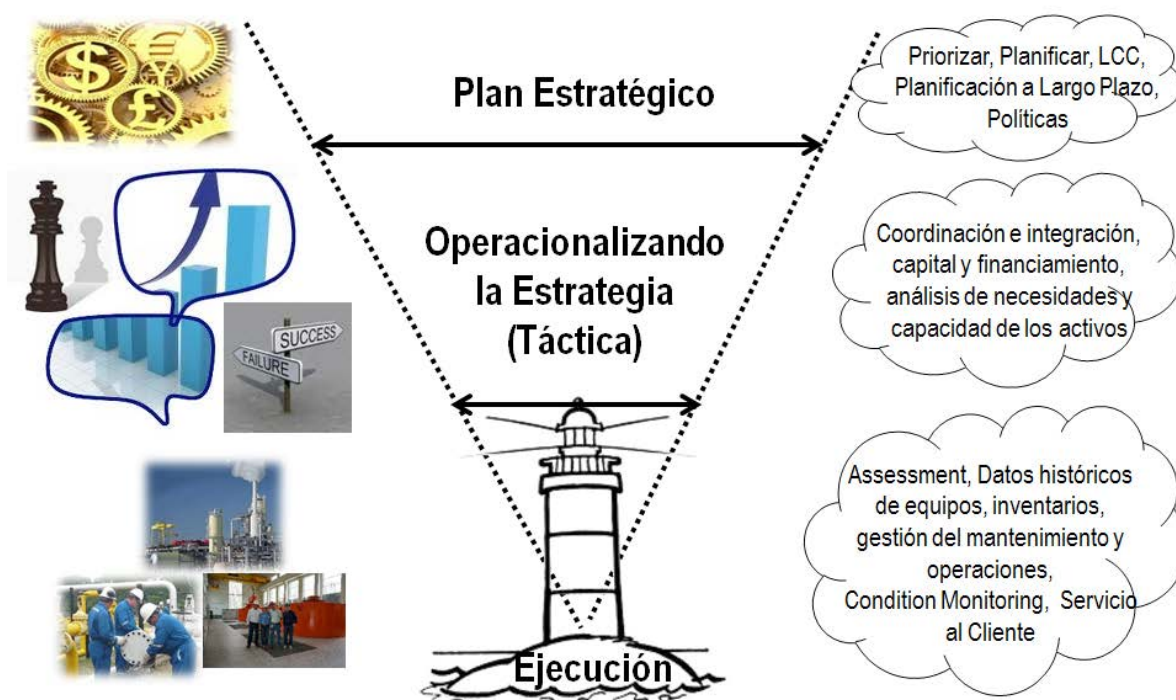 Plan Estratégico
Priorizar, Planificar, LCC,
Planificación a Largo Plazo,
Políticas
$
€
¥
£
Operacionalizando
la Estrategia
(Táctica)
Coordinación e integración,
capital y financiamiento,
análisis de necesidades y
capacidad de los activos
SUCCESS
FAILURE
Assessment, Datos históricos
de equipos, inventarios,
gestión del mantenimiento y
operaciones,
Condition Monitoring, Servicio
al Cliente
Ejecución